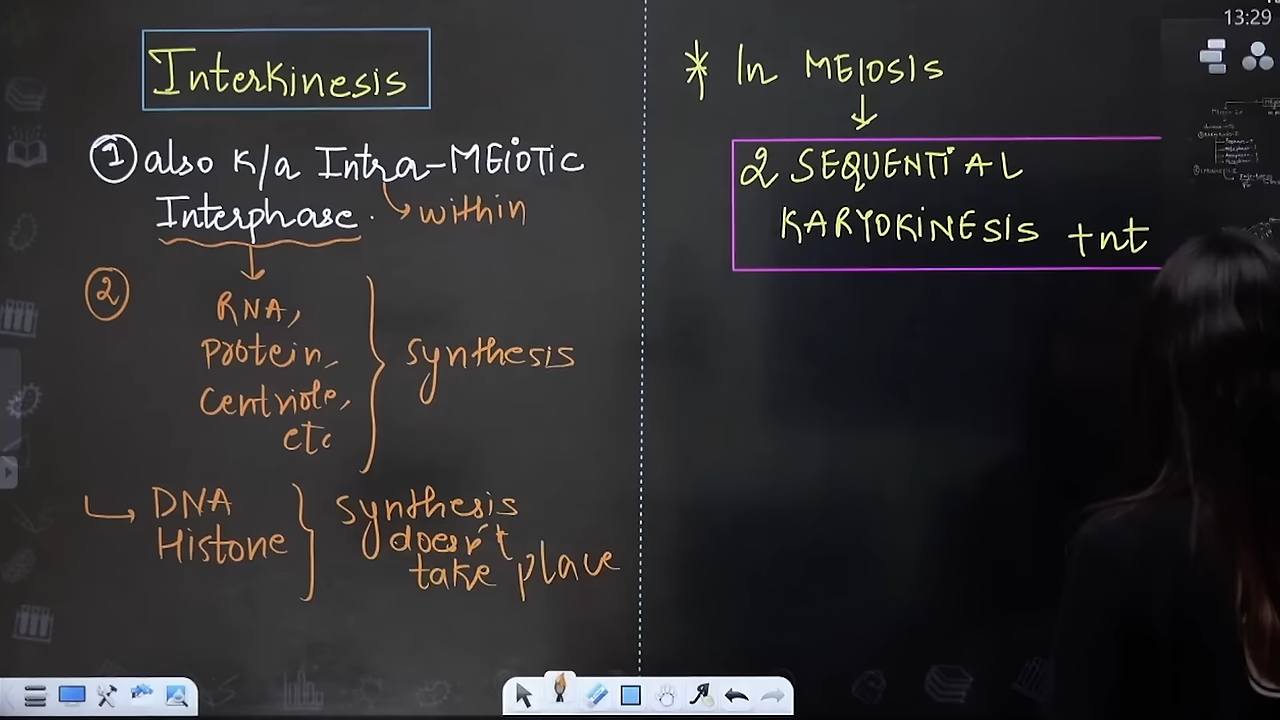 Interkinesis
① also K/a Intra-MEiOTiC
Interphase.
within
②
RNA,
Protein,
Centriole,
etc
Synthesis
DNA
Histone
Synthesis
doesn't
take place
* In MEIOSIS
2 SEQUENTiAL
KARYOKiNESIS +nt
13:29